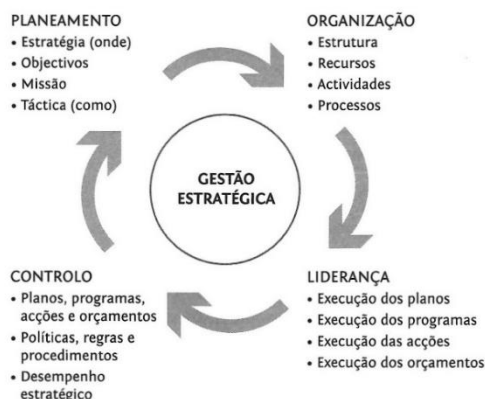 PLANEAMENTO
• Estratégia (onde)
• Objectivos
• Missão
• Táctica (como)
ORGANIZAÇÃO
• Estrutura
• Recursos
• Actividades
• Processos
GESTÃO
ESTRATÉGICA
CONTROLO
• Planos, programas,
acções e orçamentos
• Políticas, regras e
procedimentos
• Desempenho
estratégico
LIDERANÇA
• Execução dos planos
• Execução dos programas
• Execução das acções
• Execução dos orçamentos